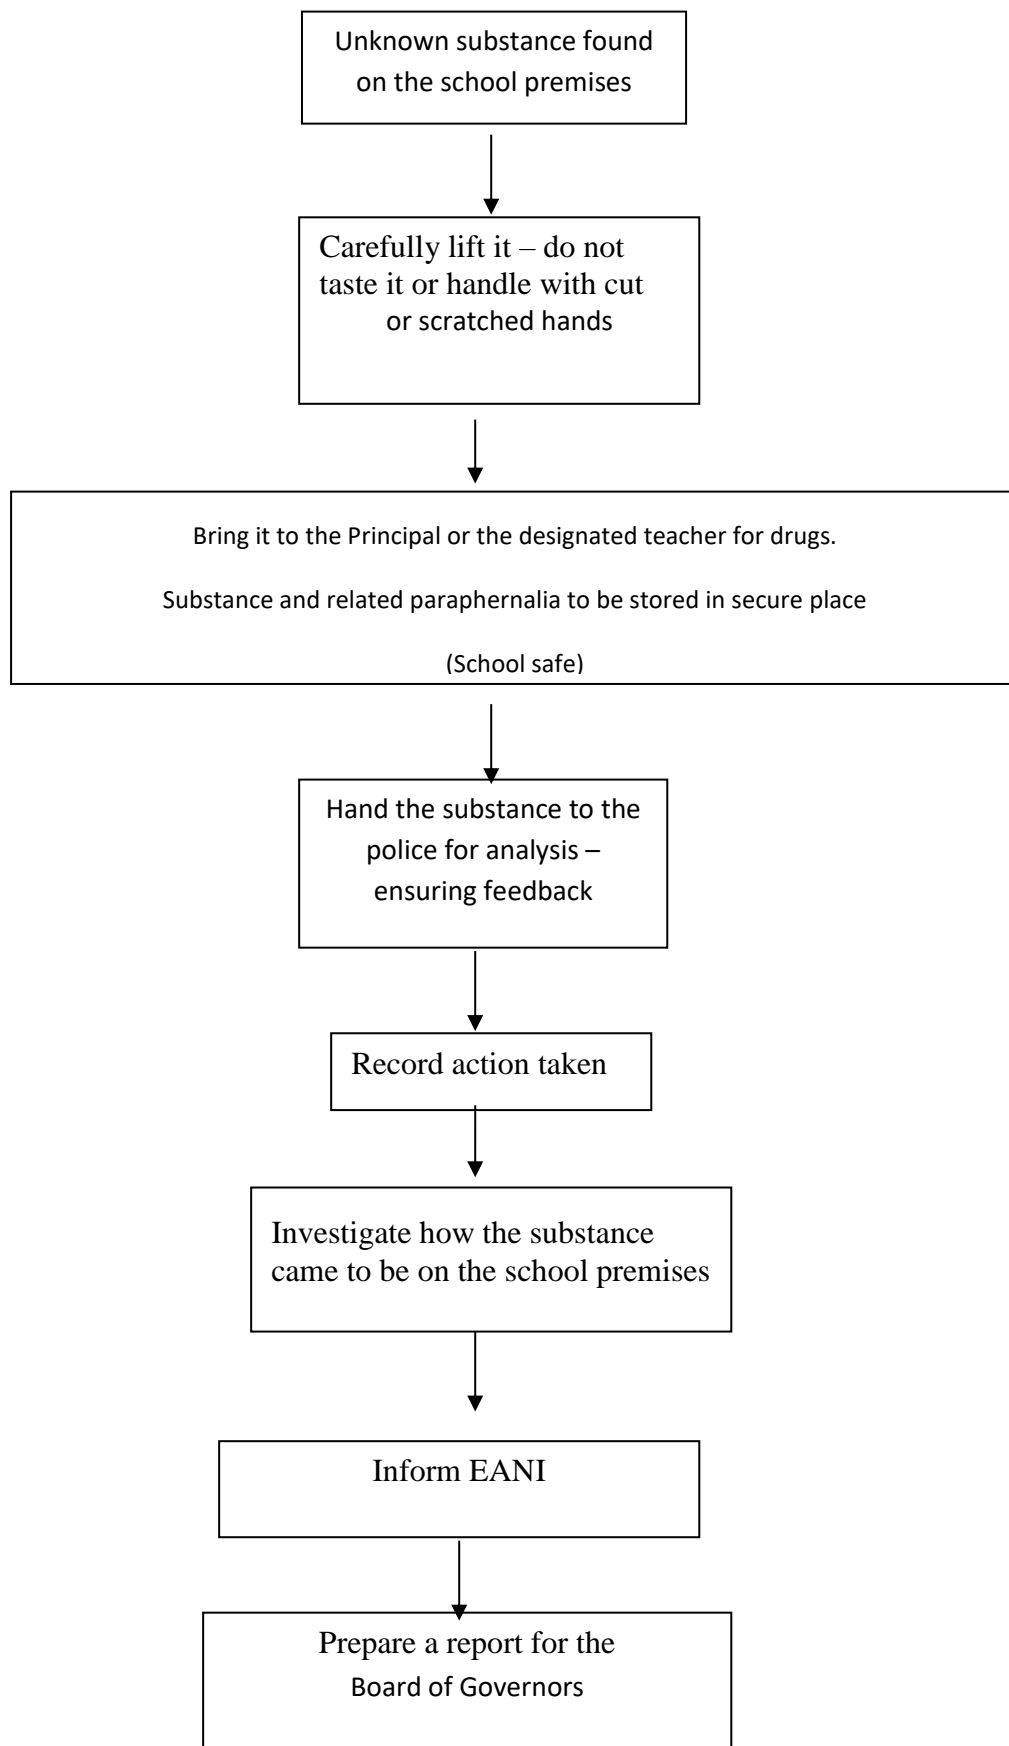 Unknown substance found
on the school premises
Carefully lift it – do not
taste it or handle with cut
or scratched hands
Bring it to the Principal or the designated teacher for drugs.
Substance and related paraphernalia to be stored in secure place
(School safe)
Hand the substance to the
police for analysis –
ensuring feedback
Record action taken
Investigate how the substance
came to be on the school premises
Inform EANI
Prepare a report for the
Board of Governors